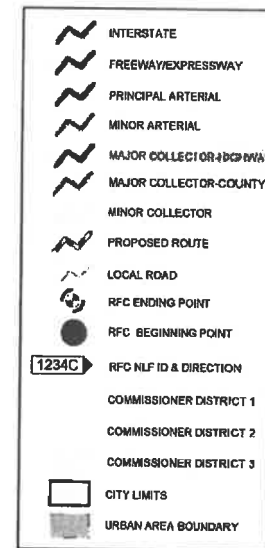 INTERSTATE
FREEWAY/EXPRESSWAY
PRINCIPAL ARTERIAL
MINOR ARTERIAL
MAJOR COLLECTOR-
MAJOR COLLECTOR-COUNTY
MINOR COLLECTOR
PROPOSED ROUTE
LOCAL ROAD
RFC ENDING POINT
RFC BEGINNING POINT
1234C RFC NLF ID & DIRECTION
COMMISSIONER DISTRICT 1
COMMISSIONER DISTRICT 2
COMMISSIONER DISTRICT 3
CITY LIMITS
URBAN AREA BOUNDARY